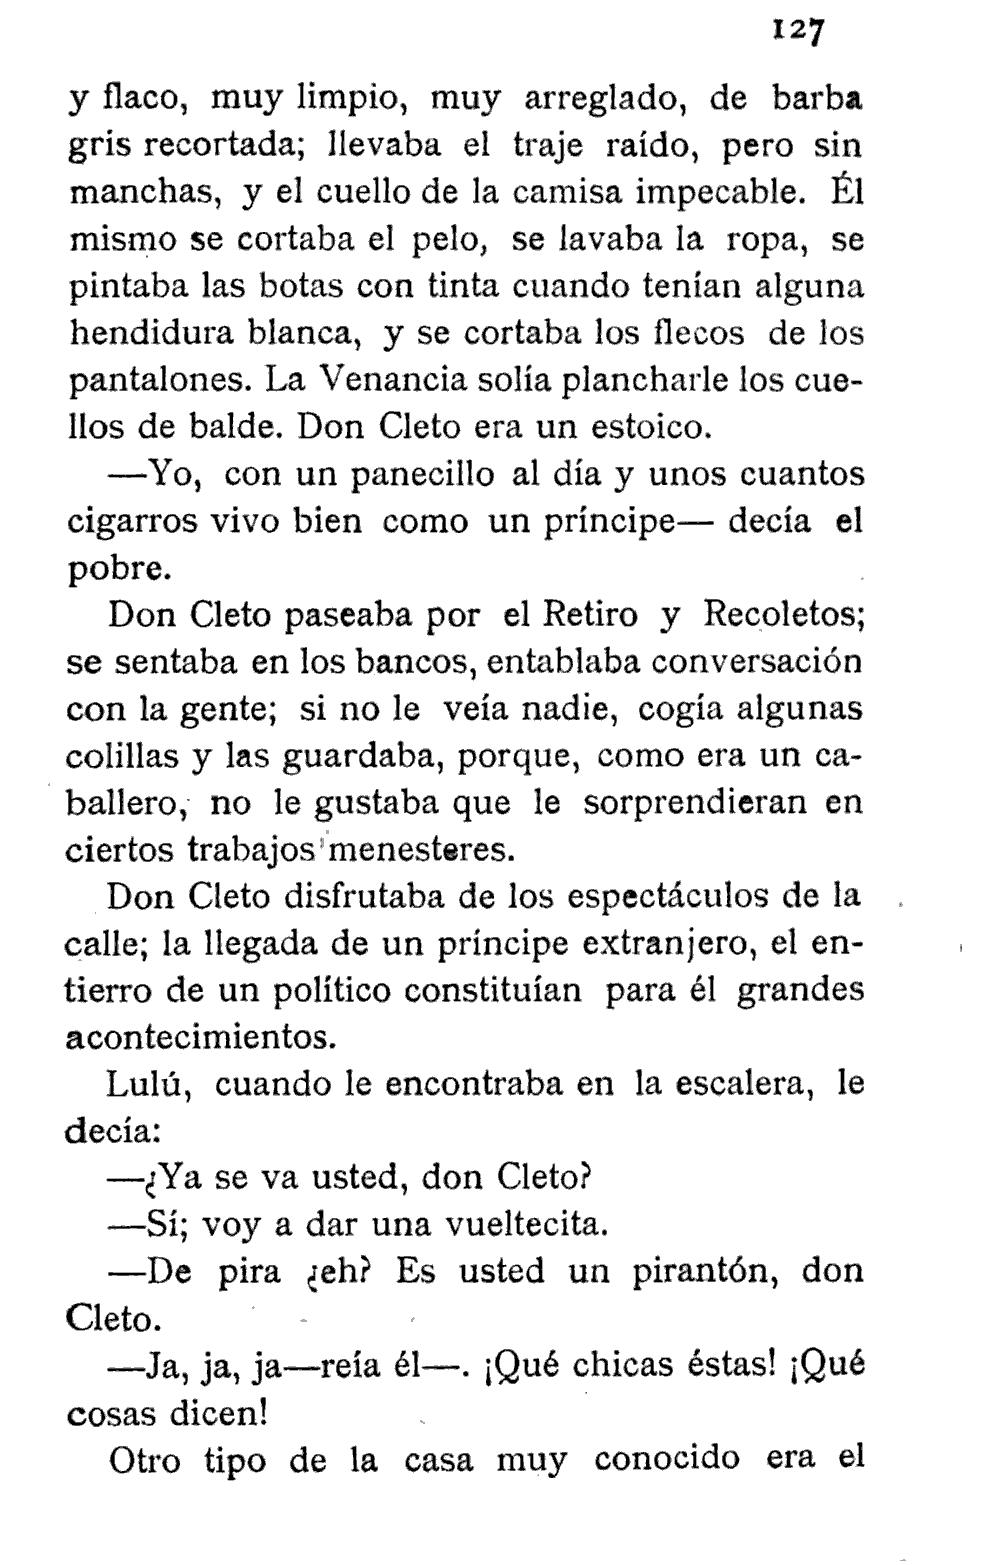 127
y flaco, muy limpio, muy arreglado, de barba
gris recortada; llevaba el traje raído, pero sin
manchas, y el cuello de la camisa impecable. Él
mismo se cortaba el pelo, se lavaba la ropa, se
pintaba las botas con tinta cuando tenían alguna
hendidura blanca, y se cortaba los flecos de los
pantalones. La Venancia solía plancharle los cue-
llos de balde. Don Cleto era un estoico.
—Yo, con un panecillo al día y unos cuantos
cigarros vivo bien como un príncipe— decía el
pobre.
Don Cleto paseaba por el Retiro y Recoletos;
se sentaba en los bancos, entablaba conversación
con la gente; si no le veía nadie, cogía algunas
colillas y las guardaba, porque, como era un ca-
ballero, no le gustaba que le sorprendieran en
ciertos trabajos menesteres.
Don Cleto disfrutaba de los espectáculos de la
calle; la llegada de un príncipe extranjero, el en-
tierro de un político constituían para él grandes
acontecimientos.
Lulú, cuando le encontraba en la escalera, le
decía:
—¿Ya se va usted, don Cleto?
—Sí; voy a dar una vueltecita.
—De pira ¿eh? Es usted un pirantón, don
Cleto.
—Ja, ja, ja—reía él—. ¡Qué chicas éstas! ¡Qué
cosas dicen!
Otro tipo de la casa muy conocido era el